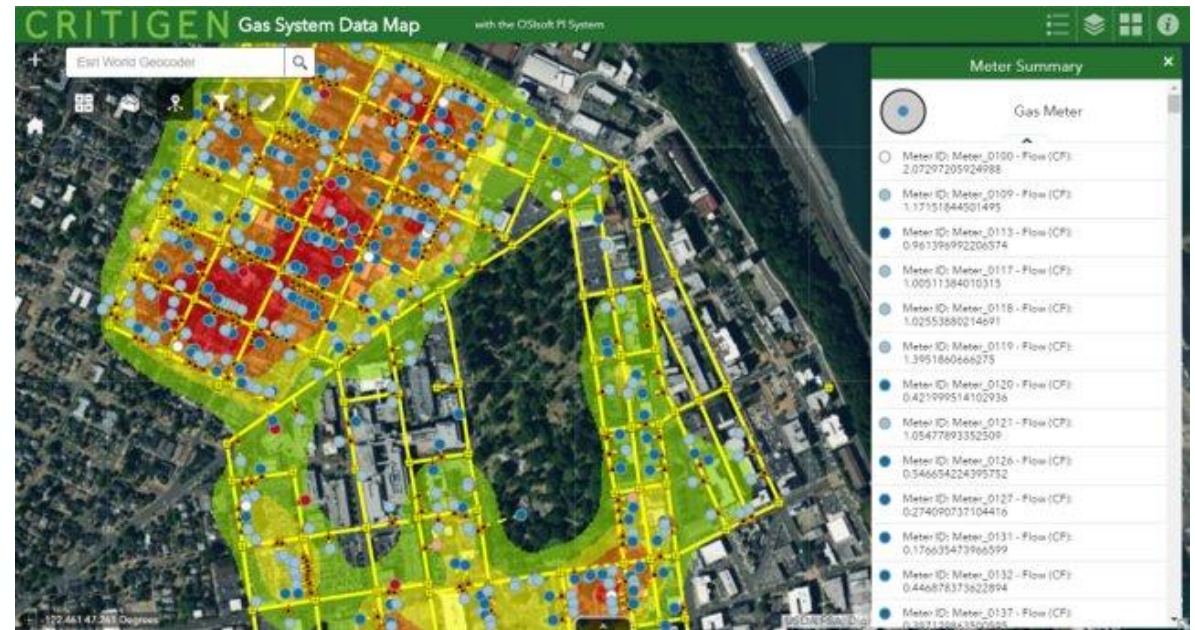 CRITIGEN Gas System Data Map with the OSIsoft PI System
Esri World Geocoder
Meter Summary
Gas Meter
Meter ID: Meter_0100 - Flow (CF):
2.07297205924988
Meter ID: Meter_0109 - Flow (CF):
1.17151844501495
Meter ID: Meter_0113 - Flow (CF):
0.961396992206574
Meter ID: Meter_0117 - Flow (CF):
1.00511384010315
Meter ID: Meter_0118 - Flow (CF):
1.02553880214691
Meter ID: Meter_0119 - Flow (CF):
1.3951860666275
Meter ID: Meter_0120 - Flow (CF):
0.421999514102936
Meter ID: Meter_0121 - Flow (CF):
1.05477893352509
Meter ID: Meter_0126 - Flow (CF):
0.546654224395752
Meter ID: Meter_0127 - Flow (CF):
0.274090737104416
Meter ID: Meter_0131 - Flow (CF):
0.176635473966599
Meter ID: Meter_0132 - Flow (CF):
0.446878373622894
Meter ID: Meter_0137 - Flow (CF):
-122.461 47.261 Degrees